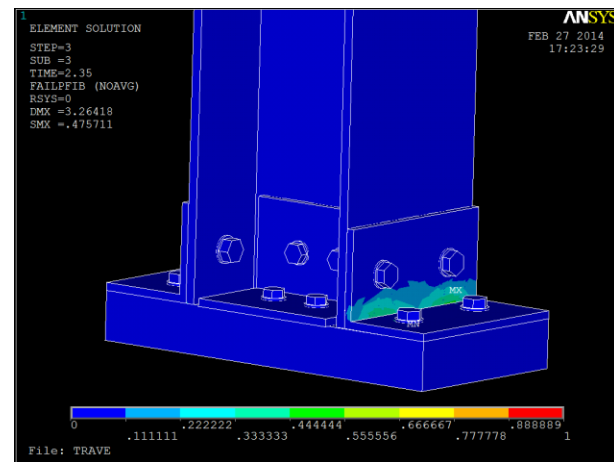 1
ELEMENT SOLUTION
STEP=3
SUB =3
TIME=2.35
FAILPFIB (NOAVG)
RSYS=0
DMX =3.26418
SMX =.475711
ANSYS
FEB 27 2014
17:23:29
MX
MN
0 .222222 .444444 .666667 .888889
.111111 .333333 .555556 .777778 1
File: TRAVE